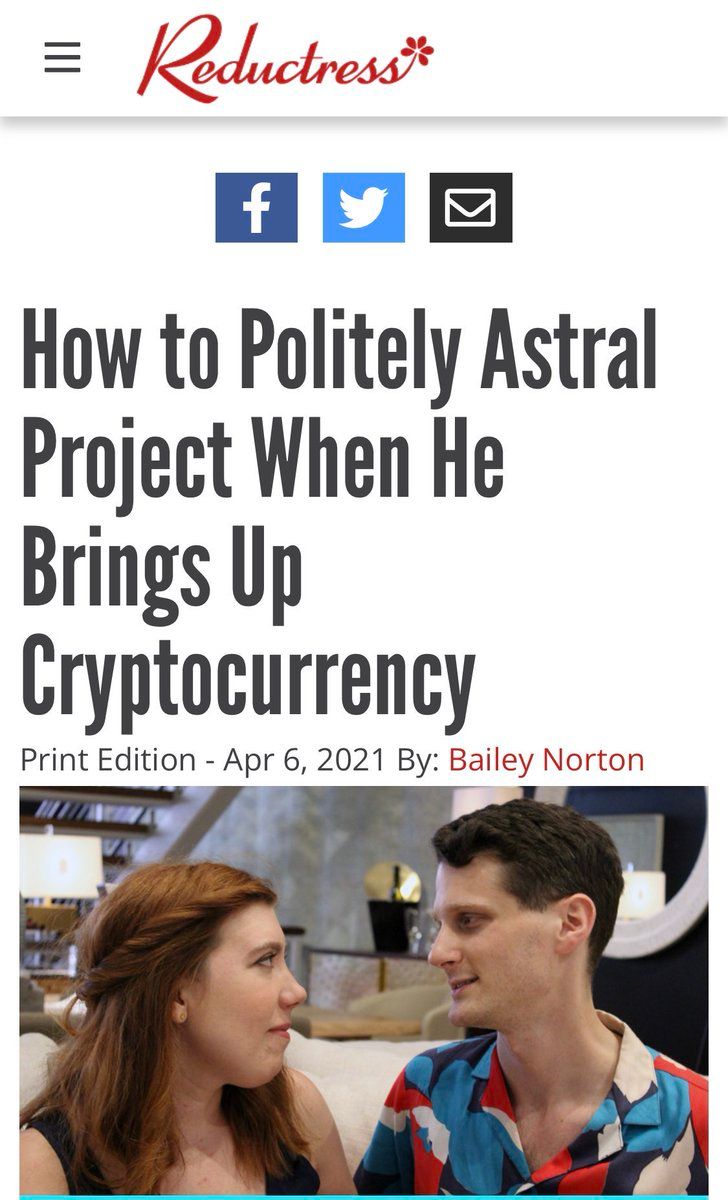 Reductress
How to Politely Astral
Project When He
Brings Up
Cryptocurrency
Print Edition - Apr 6, 2021 By: Bailey Norton